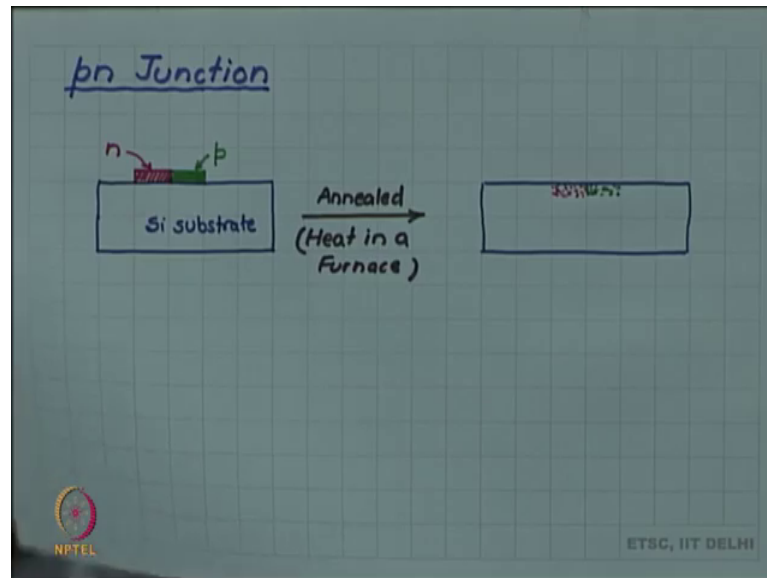 pn Junction
n
p
Si substrate
Annealed
(Heat in a
Furnace)
NPTEL
ETSC, IIT DELHI